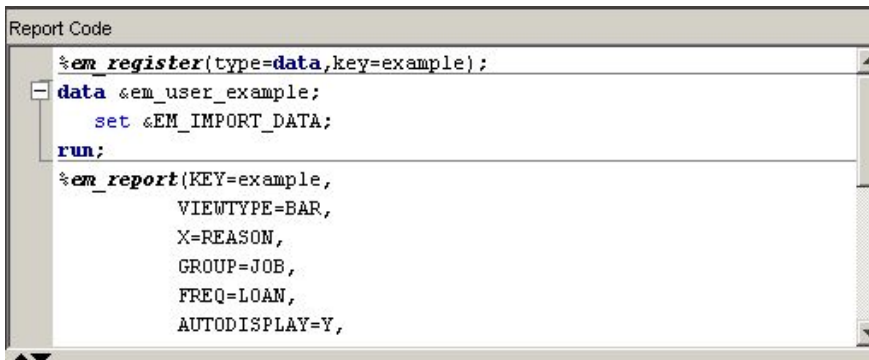 Report Code
%em_register(type=data,key=example);
data &em_user_example;
set &EM_IMPORT_DATA;
run;
%em_report(KEY=example,
VIEWTYPE=BAR,
X=REASON,
GROUP=JOB,
FREQ=LOAN,
AUTODISPLAY=Y,